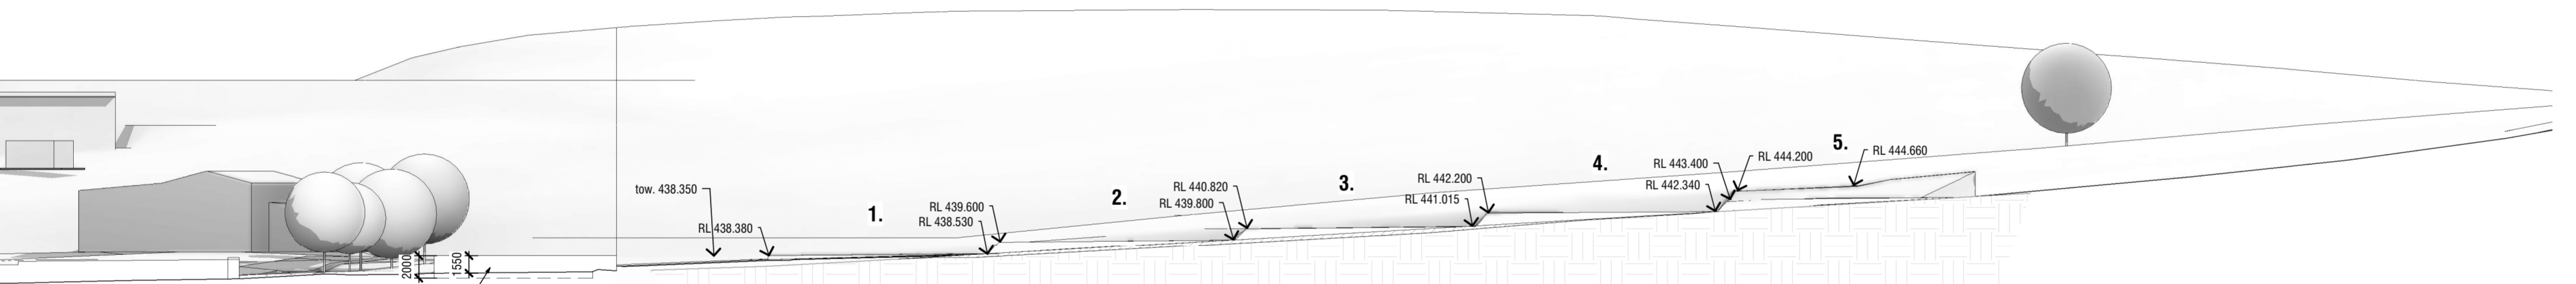 2000
1550
tow. 438.350
RL 438.380
1.
RL 439.600
RL 438.530
2.
RL 440.820
RL 439.800
3.
RL 442.200
RL 441.015
4.
RL 443.400
RL 442.340
RL 444.200
5.
RL 444.660